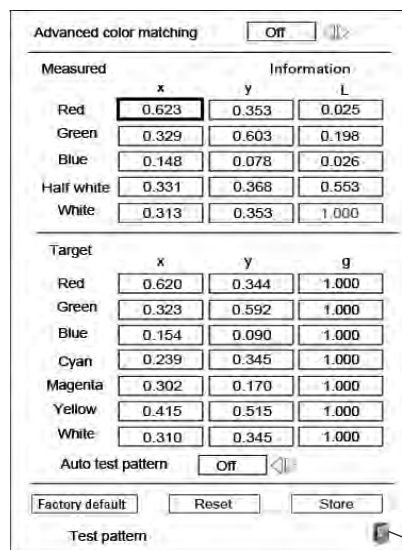 Advanced color matching Off
Measured Information
x y L
Red 0.623 0.353 0.025
Green 0.329 0.603 0.198
Blue 0.148 0.078 0.026
Half white 0.331 0.368 0.553
White 0.313 0.353 1.000
Target
x y g
Red 0.620 0.344 1.000
Green 0.323 0.592 1.000
Blue 0.154 0.090 1.000
Cyan 0.239 0.345 1.000
Magenta 0.302 0.170 1.000
Yellow 0.415 0.515 1.000
White 0.310 0.345 1.000
Auto test pattern Off
Factory default Reset Store
Test pattern